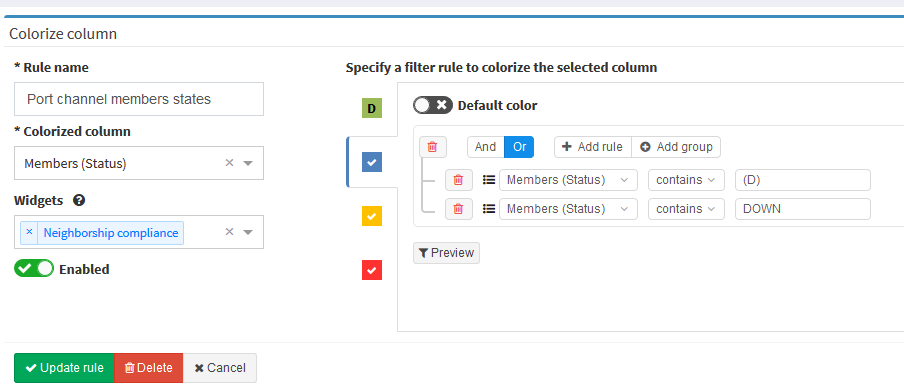 Colorize column
* Rule name
Port channel members states
* Colorized column
Members (Status)
Widgets
Neighborship compliance
Enabled
Specify a filter rule to colorize the selected column
D
Default color
And Or Add rule Add group
Members (Status) contains (D)
Members (Status) contains DOWN
Preview
Update rule Delete Cancel